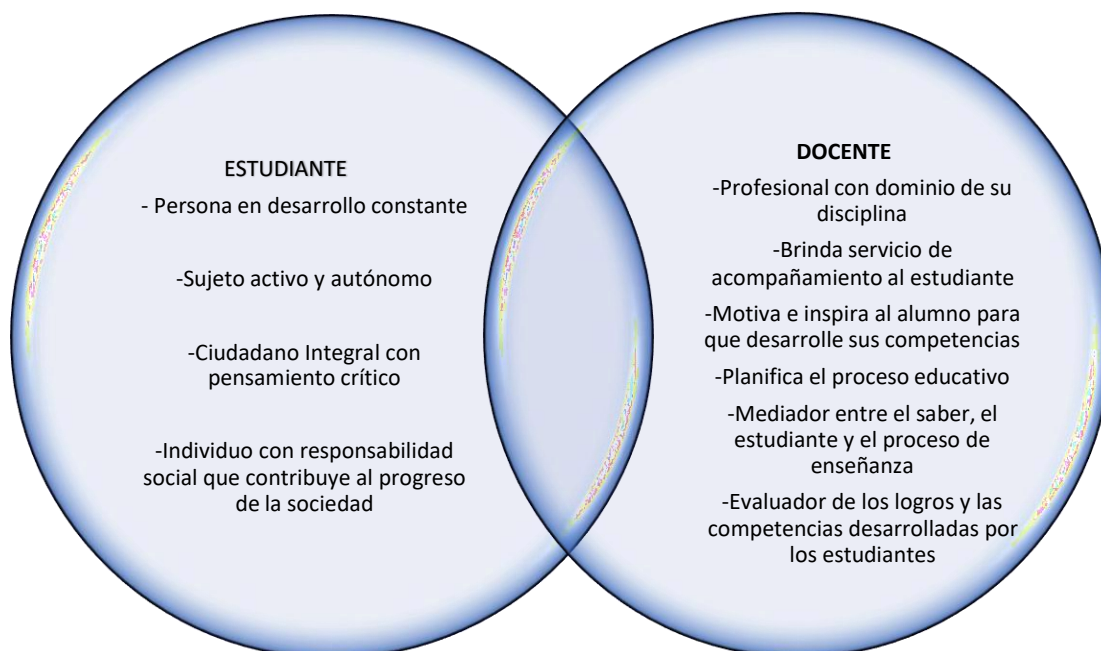 ESTUDIANTE
- Persona en desarrollo constante
-Sujeto activo y autónomo
-Ciudadano Integral con
pensamiento crítico
-Individuo con responsabilidad
social que contribuye al progreso
de la sociedad
DOCENTE
-Profesional con dominio de su
disciplina
-Brinda servicio de
acompañamiento al estudiante
-Motiva e inspira al alumno para
que desarrolle sus competencias
-Planifica el proceso educativo
-Mediador entre el saber, el
estudiante y el proceso de
enseñanza
-Evaluador de los logros y las
competencias desarrolladas por
los estudiantes